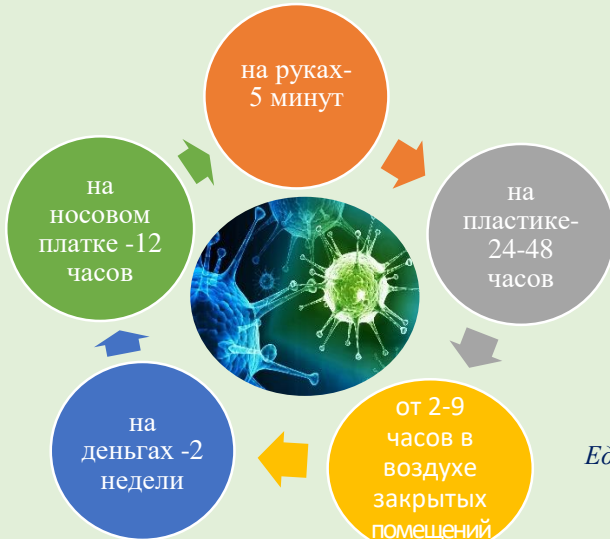 на руках-
5 минут
на
пластике-
24-48
часов
от 2-9
часов в
воздухе
закрытых
помещений
на
деньгах -2
недели
на
носовом
платке -12
часов
Ед